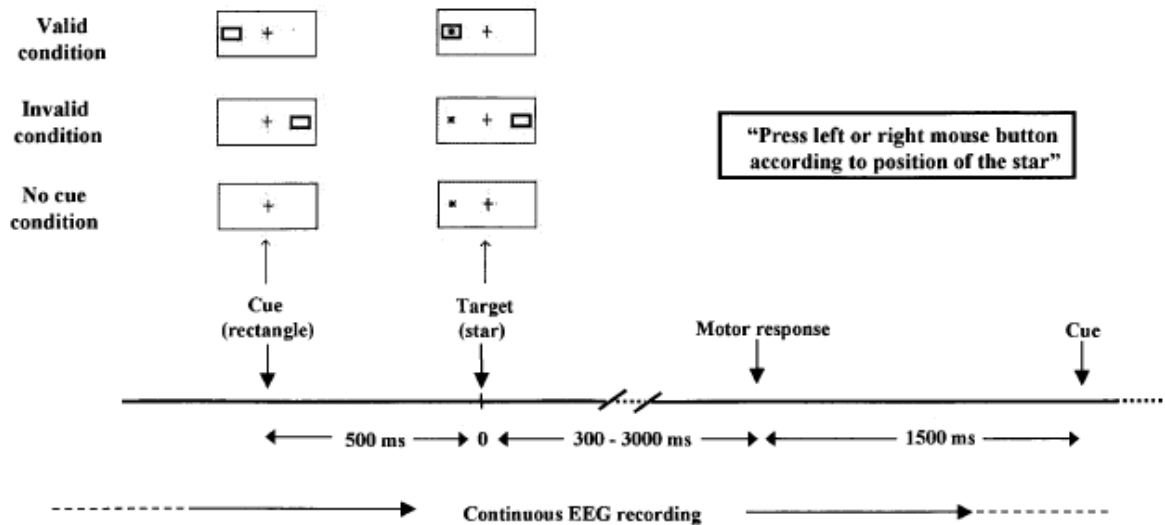 Valid
condition
Invalid
condition
“Press left or right mouse button
according to position of the star”
No cue
condition
Cue
(rectangle)
Target
(star)
Motor response
Cue
500 ms
0
300 - 3000 ms
1500 ms
Continuous EEG recording